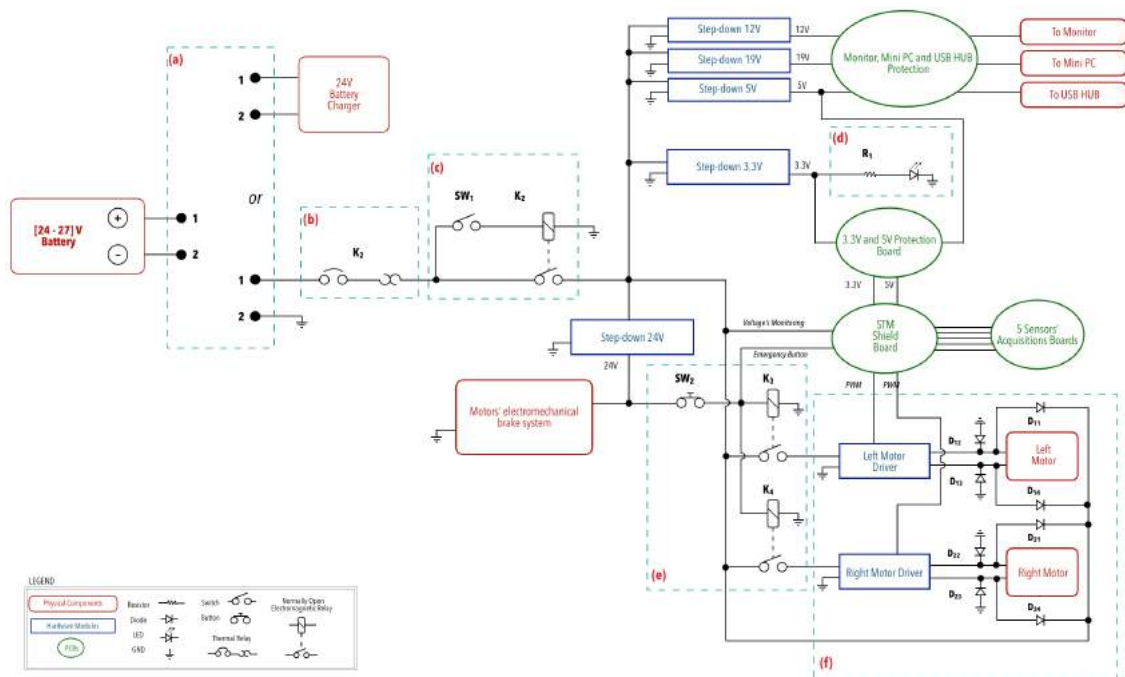 (a)
1
2
24V
Battery
Charger
or
[24 - 27] V
Battery
+
−
1
2
1
2
(b)
K₂
(c)
SW₁
K₂
Step-down 12V
12V
Step-down 19V
19V
Step-down 5V
5V
Monitor, Mini PC and USB HUB
Protection
To Monitor
To Mini PC
To USB HUB
Step-down 3,3V
3.3V
(d)
R₁
3.3V and 5V Protection
Board
3.3V
5V
Voltage's Monitoring
STM
Shield
Board
5 Sensors'
Acquisitions Boards
Emergency Button
Step-down 24V
24V
Motors' electromechanical
brake system
SW₂
K₃
PWM
PWM
Left Motor
Driver
D₁₁
D₁₂
D₁₃
D₁₄
Left
Motor
K₄
(e)
Right Motor Driver
D₂₁
D₂₂
D₂₃
D₂₄
Right Motor
(f)
LEGEND
Physical Components
Hardware Modules
PCBs
Resistor
Diode
LED
GND
Switch
Button
Thermal Relay
Normally Open
Electromagnetic Relay